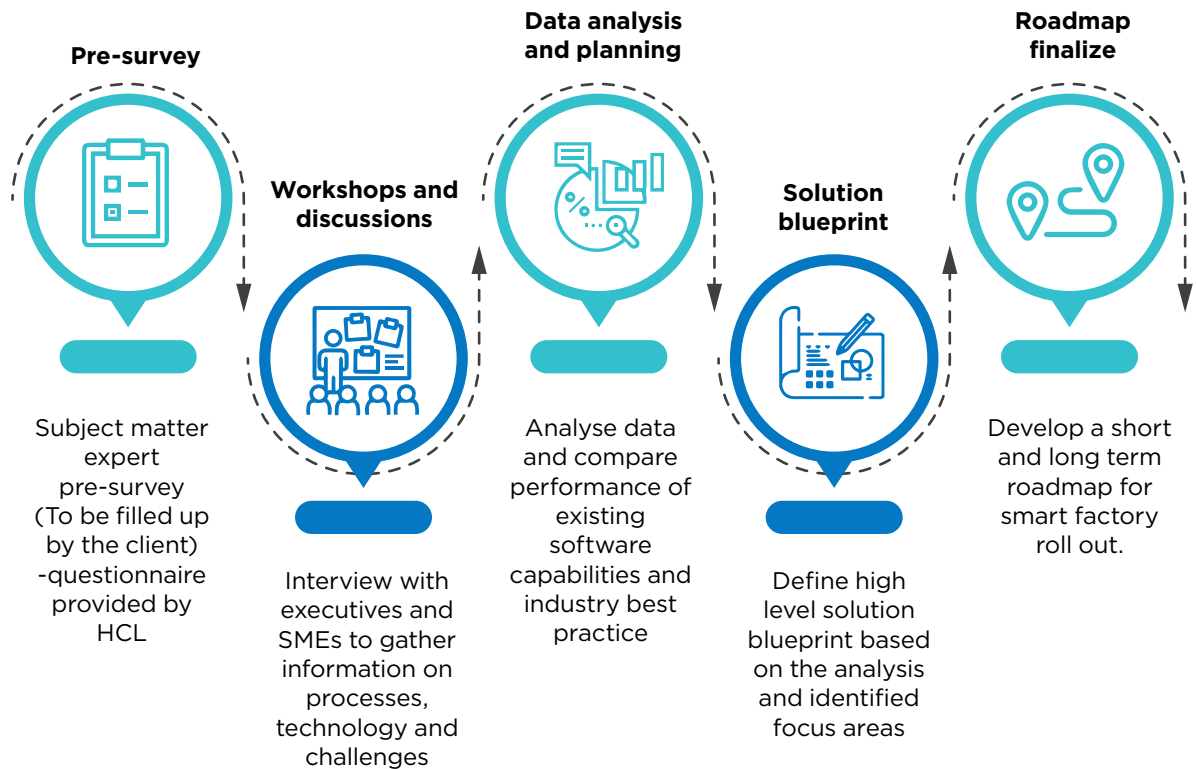 Pre-survey
Subject matter
expert
pre-survey
(To be filled up
by the client)
-questionnaire
provided by
HCL
Workshops and
discussions
Interview with
executives and
SMEs to gather
information on
processes,
technology and
challenges
Data analysis
and planning
%
Analyse data
and compare
performance of
existing
software
capabilities and
industry best
practice
Solution
blueprint
Define high
level solution
blueprint based
on the analysis
and identified
focus areas
Roadmap
finalize
Develop a short
and long term
roadmap for
smart factory
roll out.